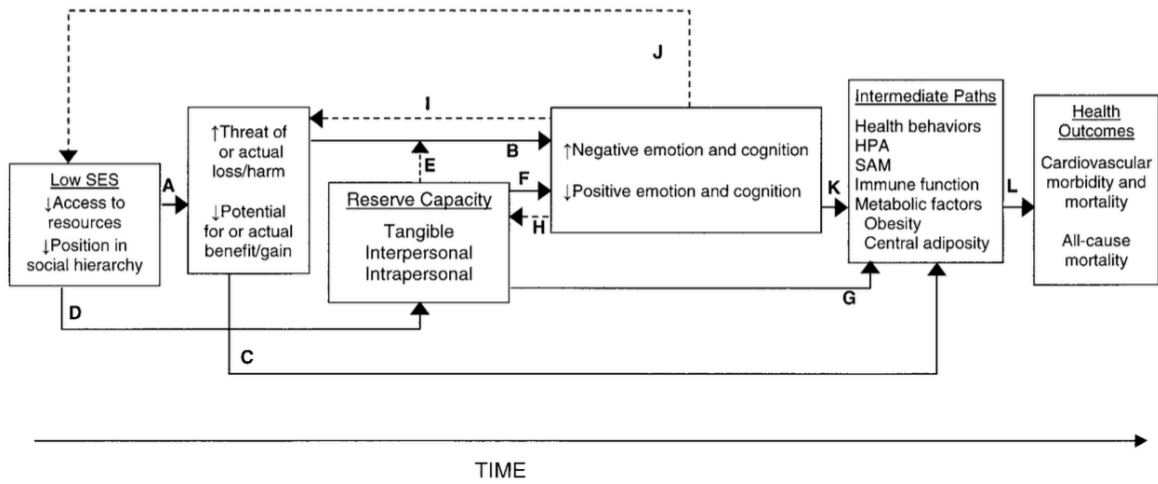 J
Low SES
↓Access to
resources
↓Position in
social hierarchy
A
D
↑Threat of
or actual
loss/harm
↓Potential
for or actual
benefit/gain
I
B
E
F
H
C
Reserve Capacity
Tangible
Interpersonal
Intrapersonal
G
↑Negative emotion and cognition
↓Positive emotion and cognition
K
Intermediate Paths
Health behaviors
HPA
SAM
Immune function
Metabolic factors
Obesity
Central adiposity
L
Health
Outcomes
Cardiovascular
morbidity and
mortality
All-cause
mortality
TIME